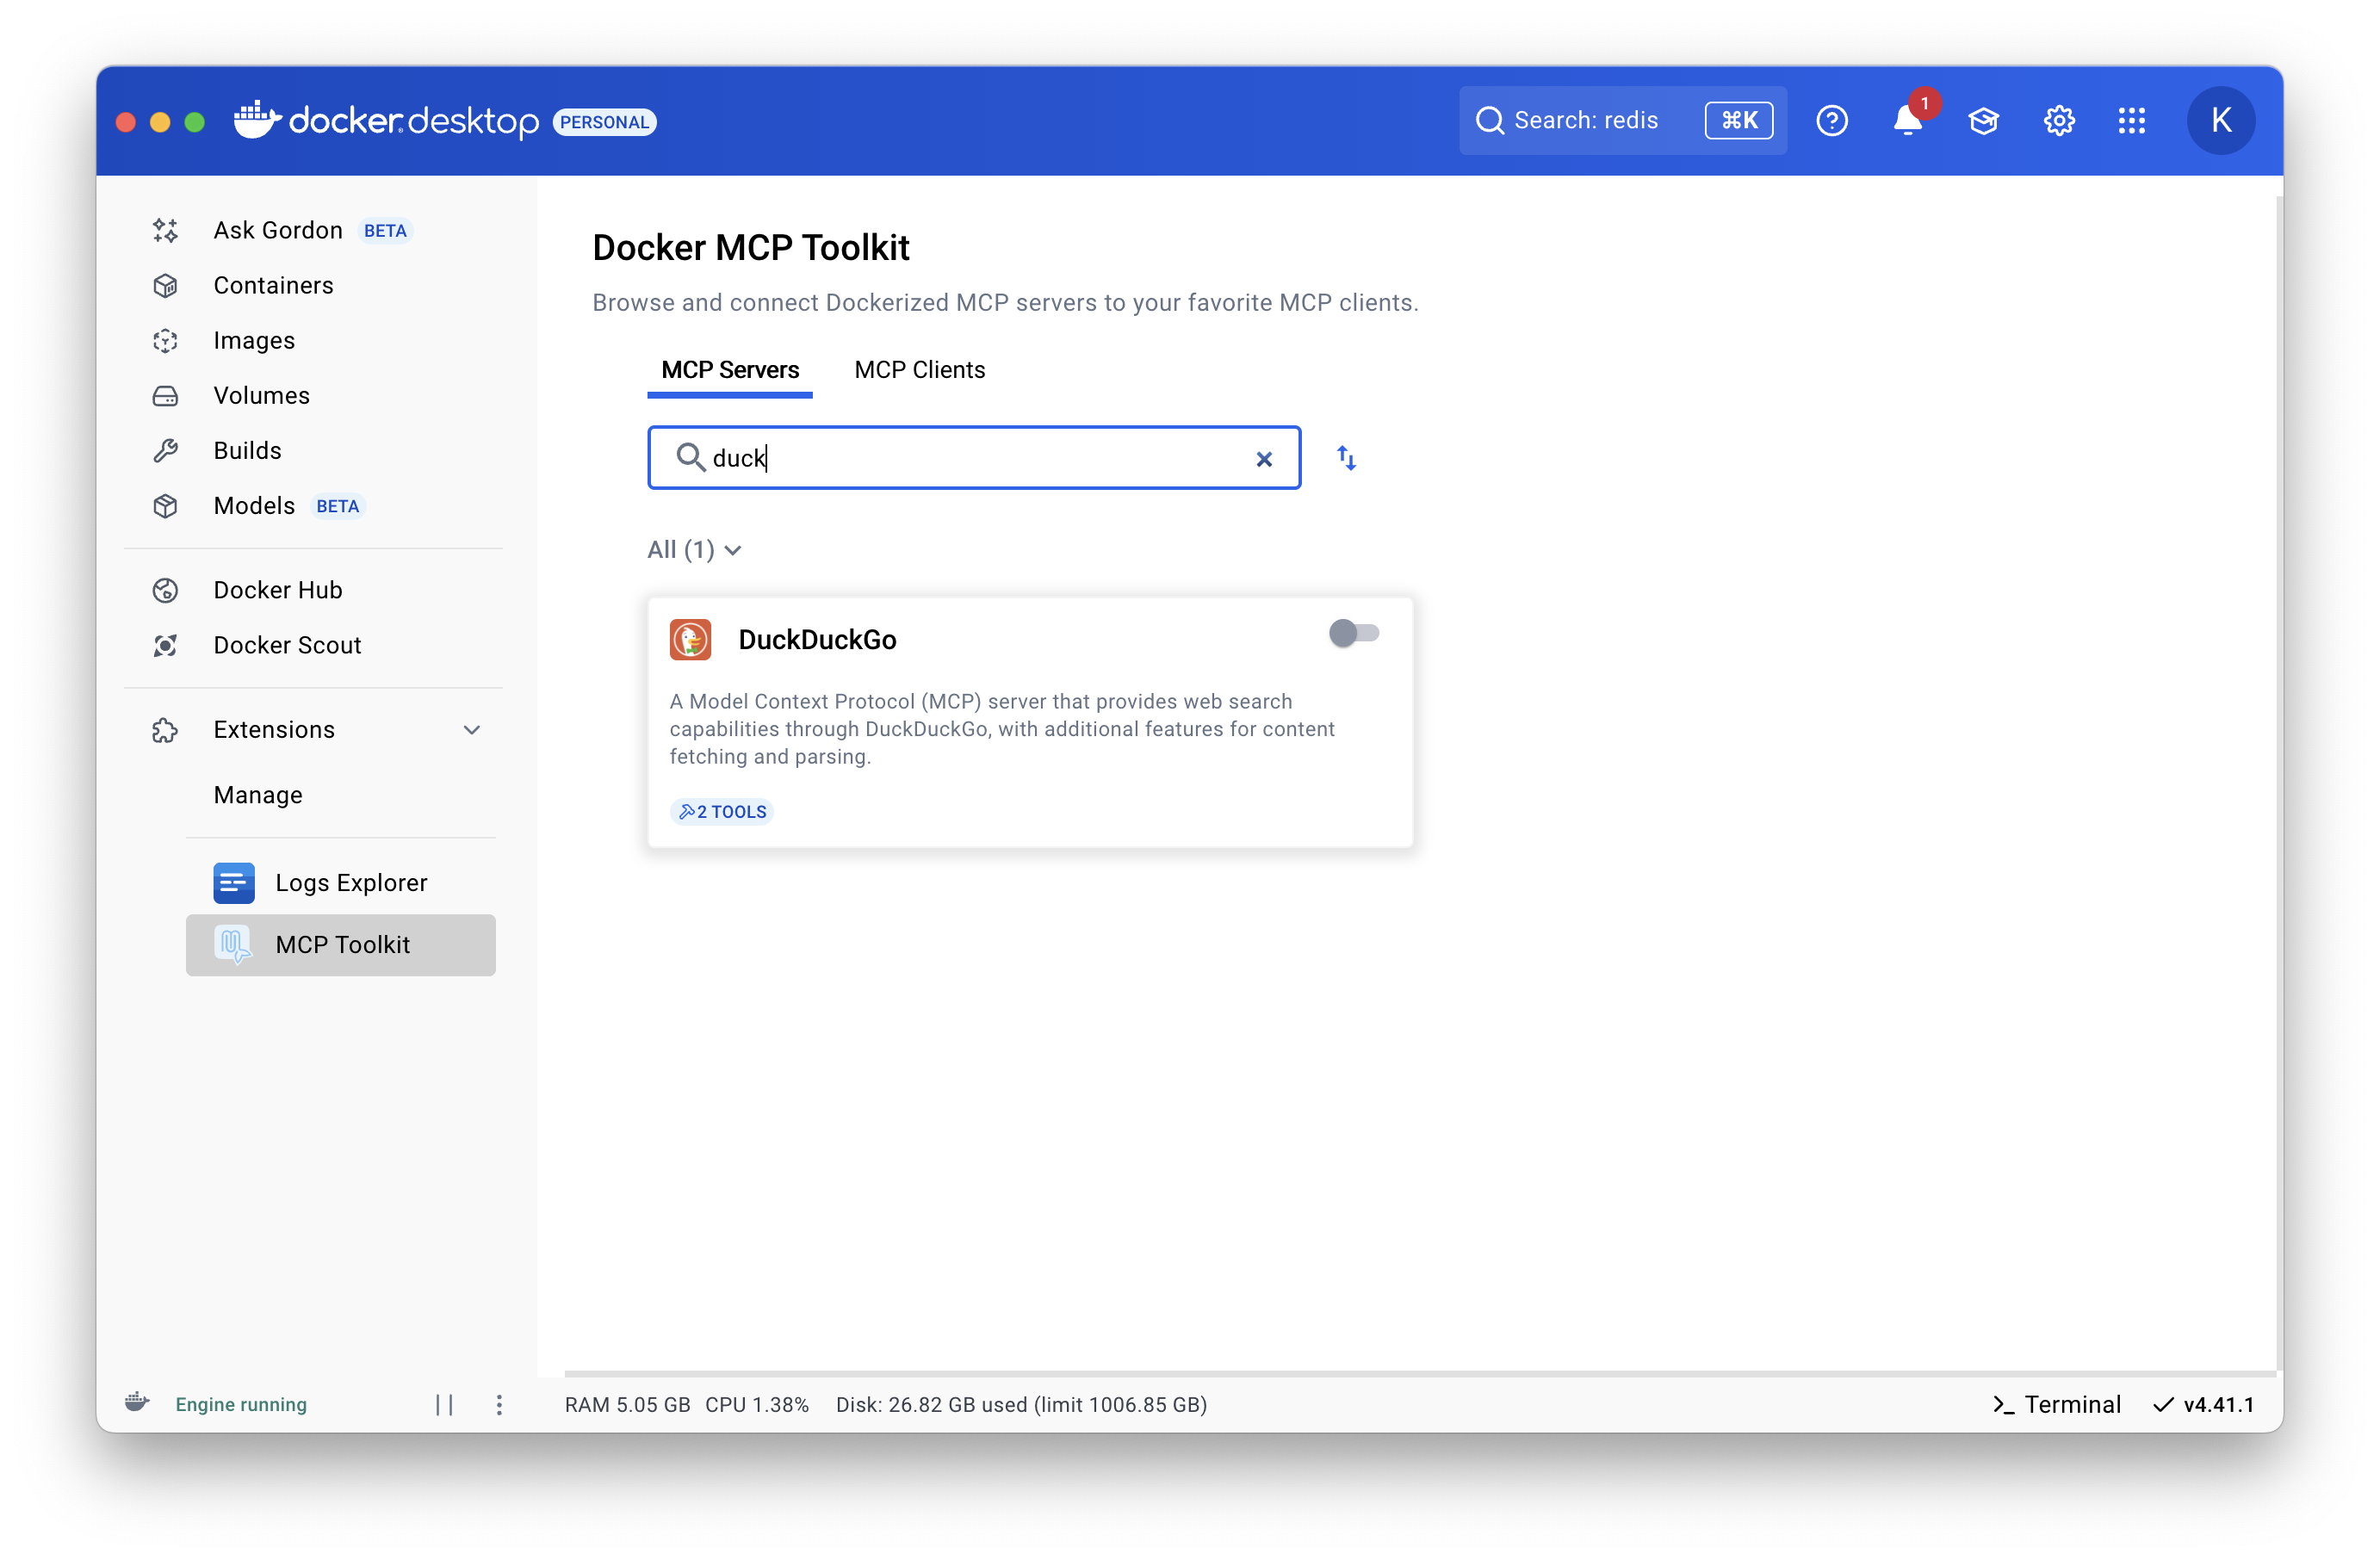 docker desktop PERSONAL
Search: redis ⌘K
1
K
Ask Gordon BETA
Containers
Images
Volumes
Builds
Models BETA
Docker Hub
Docker Scout
Extensions
Manage
Logs Explorer
MCP Toolkit
Docker MCP Toolkit
Browse and connect Dockerized MCP servers to your favorite MCP clients.
MCP Servers MCP Clients
duck
All (1)
DuckDuckGo
A Model Context Protocol (MCP) server that provides web search
capabilities through DuckDuckGo, with additional features for content
fetching and parsing.
2 TOOLS
Engine running
RAM 5.05 GB CPU 1.38% Disk: 26.82 GB used (limit 1006.85 GB)
Terminal v4.41.1